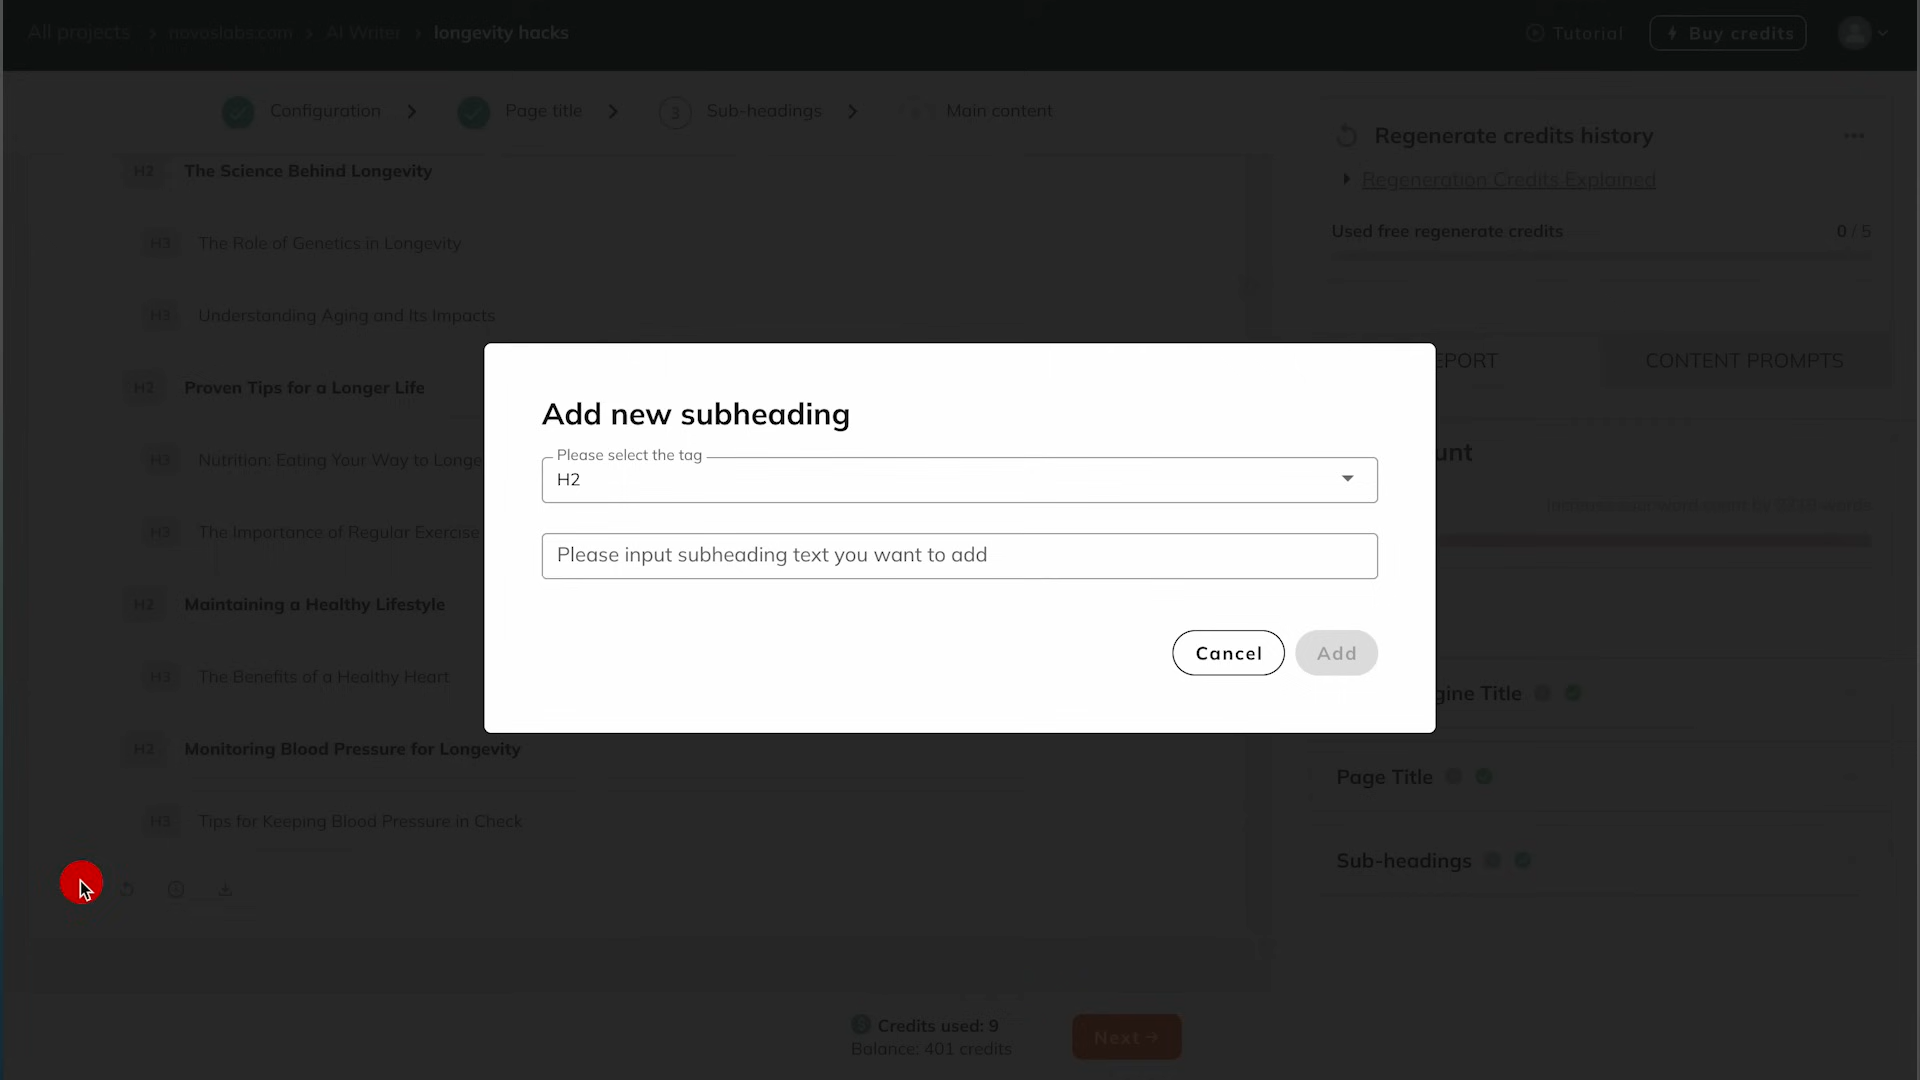 All projects > novoslabs.com > AI Writer > longevity hacks
Tutorial
Buy credits
Configuration
Page title
3 Sub-headings
Main content
H2 The Science Behind Longevity
H3 The Role of Genetics in Longevity
H3 Understanding Aging and Its Impacts
H2 Proven Tips for a Longer Life
H3 Nutrition: Eating Your Way to Longe
H3 The Importance of Regular Exercise
H2 Maintaining a Healthy Lifestyle
H3 The Benefits of a Healthy Heart
H2 Monitoring Blood Pressure for Longevity
H3 Tips for Keeping Blood Pressure in Check
Add new subheading
Please select the tag
H2
Please input subheading text you want to add
Cancel
Add
Regenerate credits history
Regeneration Credits Explained
Used free regenerate credits 0 / 5
EPORT
CONTENT PROMPTS
unt
gine Title
Page Title
Sub-headings
Credits used: 9
Balance: 401 credits
Next